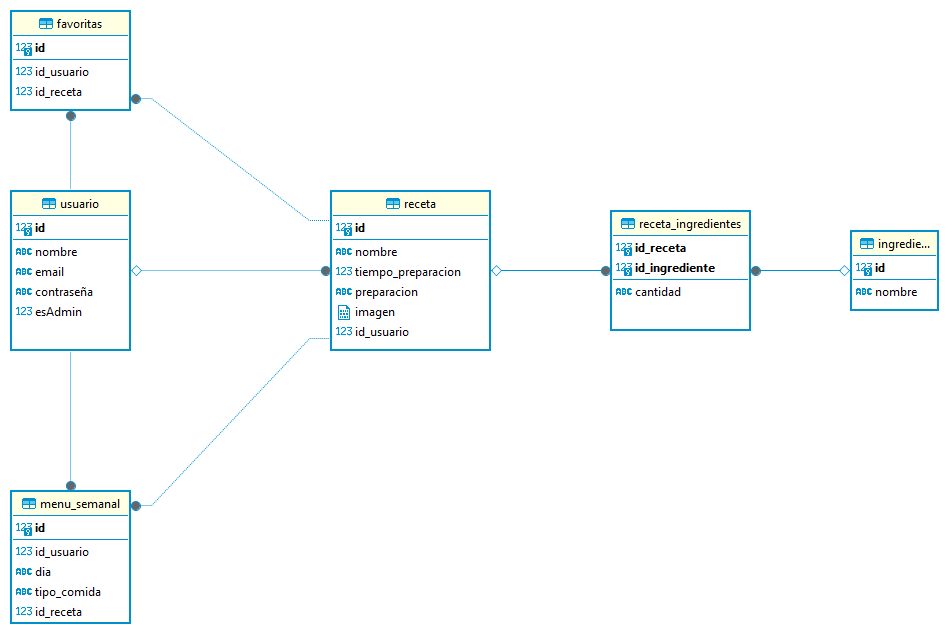 favoritas
123 id
123 id_usuario
123 id_receta
usuario
123 id
ABC nombre
ABC email
ABC contraseña
123 esAdmin
receta
123 id
ABC nombre
123 tiempo_preparacion
ABC preparacion
imagen
123 id_usuario
receta_ingredientes
123 id_receta
123 id_ingrediente
ABC cantidad
ingredie...
123 id
ABC nombre
menu_semanal
123 id
123 id_usuario
ABC dia
ABC tipo_comida
123 id_receta